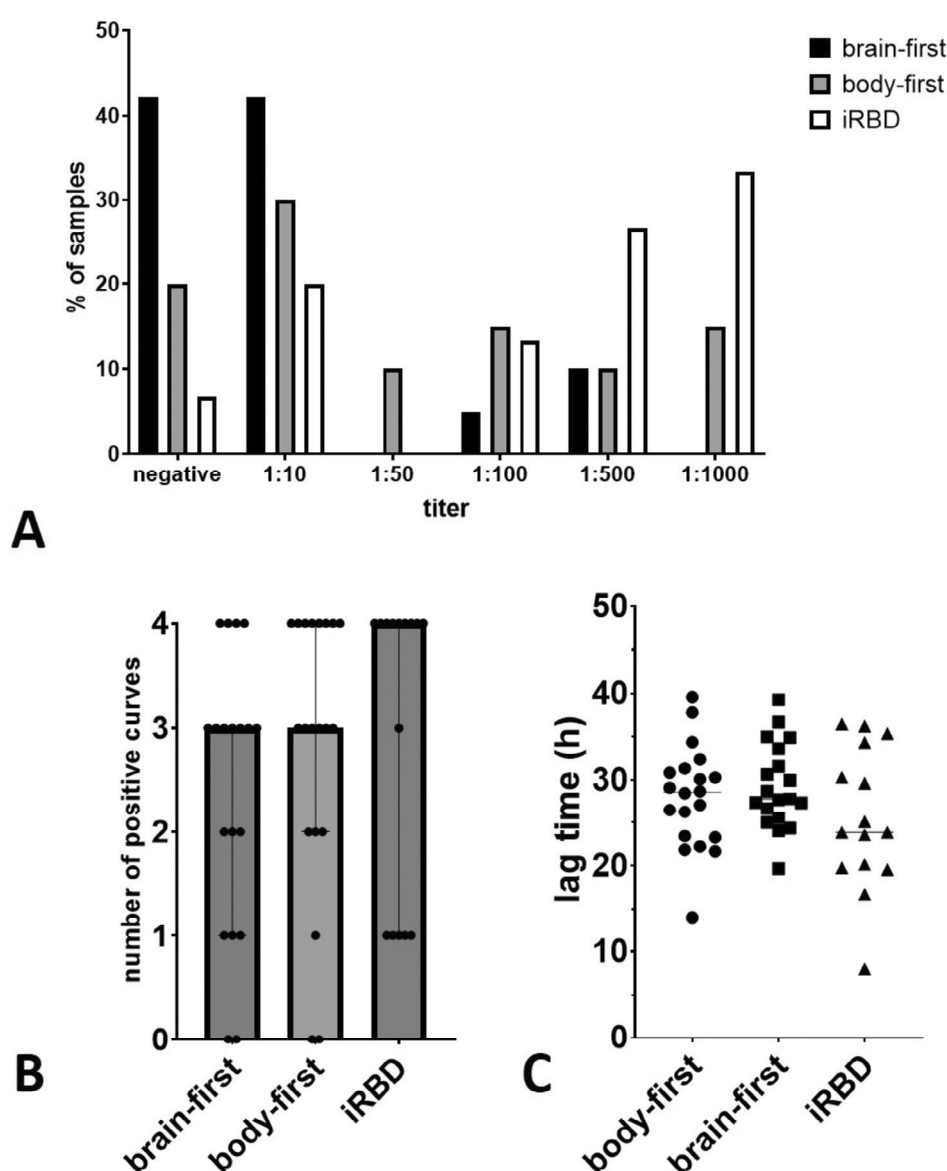 50
40
30
20
10
0
% of samples
negative 1:10 1:50 1:100 1:500 1:1000
titer
brain-first
body-first
iRBD
A
4
3
2
1
0
number of positive curves
brain-first
body-first
iRBD
B
50
40
30
20
10
0
lag time (h)
body-first
brain-first
iRBD
C